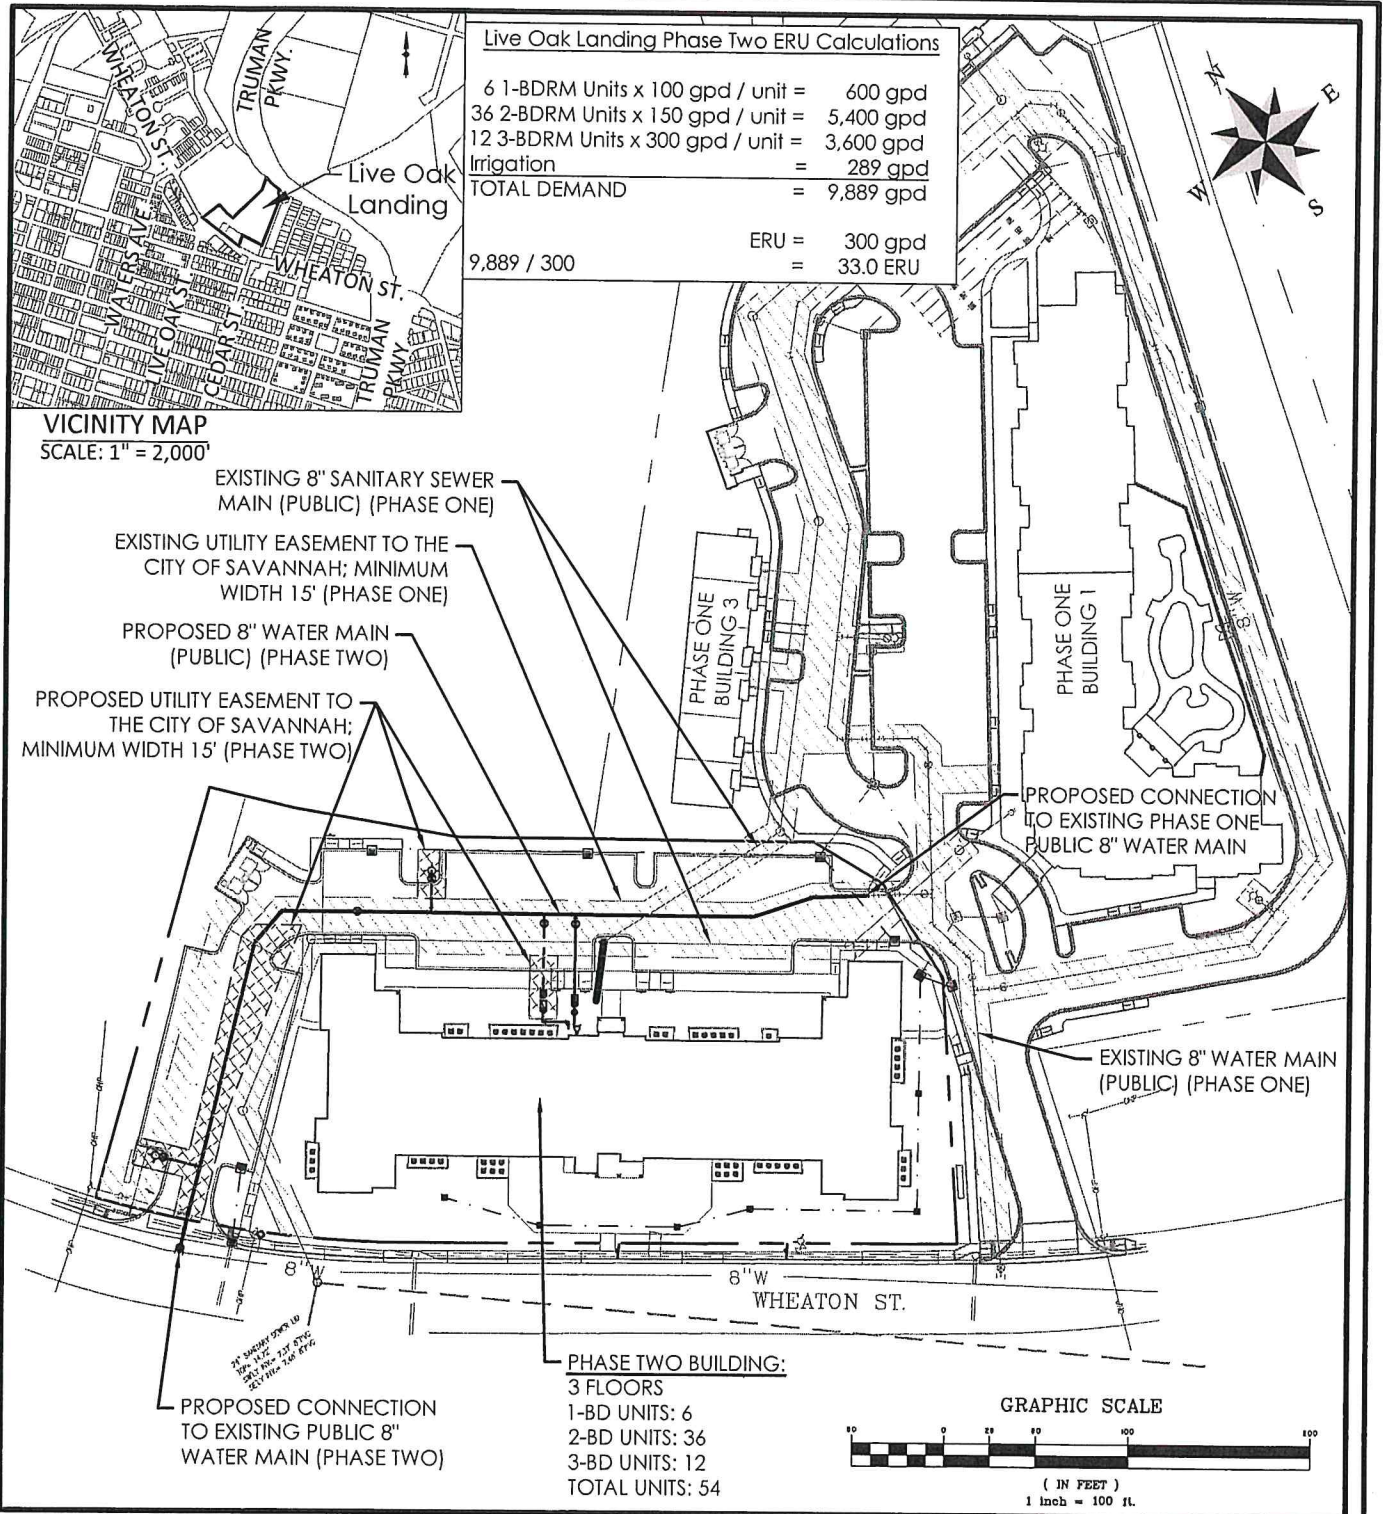 Live Oak Landing Phase Two ERU Calculations
6 1-BDRM Units x 100 gpd / unit = 600 gpd
36 2-BDRM Units x 150 gpd / unit = 5,400 gpd
12 3-BDRM Units x 300 gpd / unit = 3,600 gpd
Irrigation = 289 gpd
TOTAL DEMAND = 9,889 gpd
ERU = 300 gpd
9,889 / 300 = 33.0 ERU
WHEATON ST.
TRUMAN
PKWY.
Live Oak
Landing
WATERS AVE.
LIVE OAK ST.
CEDAR ST.
WHEATON ST.
TRUMAN
PKWY
VICINITY MAP
SCALE: 1" = 2,000'
N
E
W
S
EXISTING 8" SANITARY SEWER
MAIN (PUBLIC) (PHASE ONE)
EXISTING UTILITY EASEMENT TO THE
CITY OF SAVANNAH; MINIMUM
WIDTH 15' (PHASE ONE)
PROPOSED 8" WATER MAIN
(PUBLIC) (PHASE TWO)
PROPOSED UTILITY EASEMENT TO
THE CITY OF SAVANNAH;
MINIMUM WIDTH 15' (PHASE TWO)
PHASE ONE
BUILDING 3
PHASE ONE
BUILDING 1
8"W
PROPOSED CONNECTION
TO EXISTING PHASE ONE
PUBLIC 8" WATER MAIN
EXISTING 8" WATER MAIN
(PUBLIC) (PHASE ONE)
8"W
8"W
WHEATON ST.
PROPOSED CONNECTION
TO EXISTING PUBLIC 8"
WATER MAIN (PHASE TWO)
PHASE TWO BUILDING:
3 FLOORS
1-BD UNITS: 6
2-BD UNITS: 36
3-BD UNITS: 12
TOTAL UNITS: 54
GRAPHIC SCALE
0
100
( IN FEET )
1 inch = 100 ft.